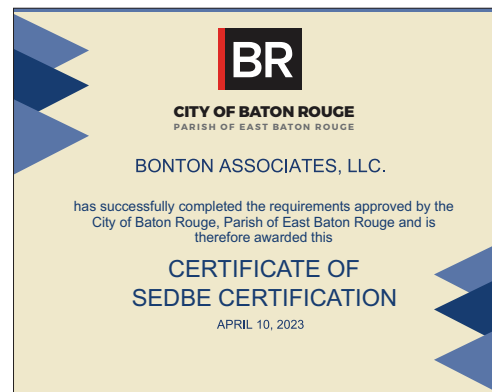 BR
CITY OF BATON ROUGE
PARISH OF EAST BATON ROUGE
BONTON ASSOCIATES, LLC.
has successfully completed the requirements approved by the
City of Baton Rouge, Parish of East Baton Rouge and is
therefore awarded this
CERTIFICATE OF
SEDBE CERTIFICATION
APRIL 10, 2023